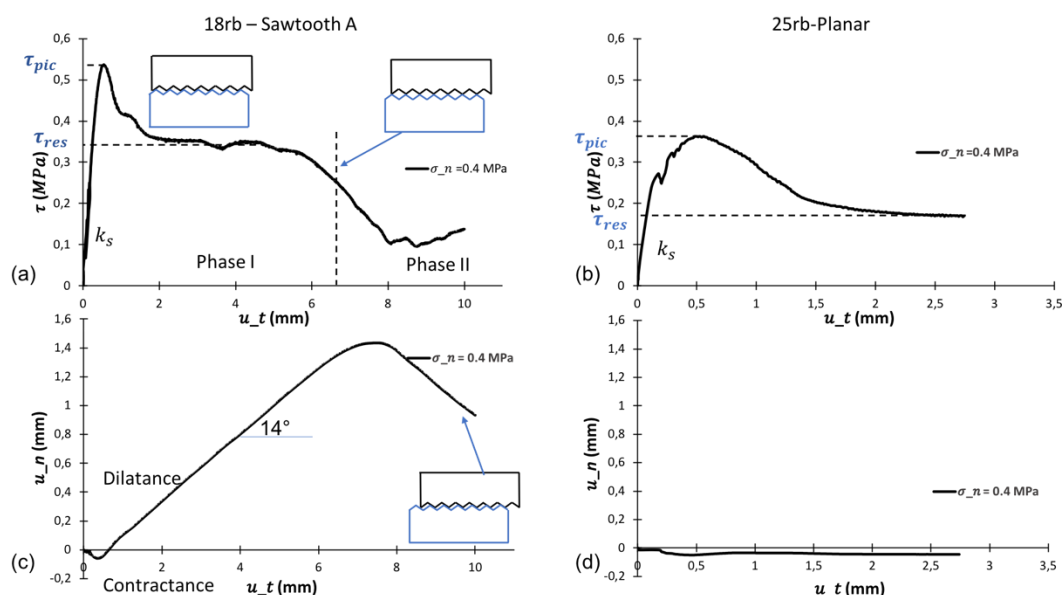 18rb – Sawtooth A
0,6
0,5
0,4
0,3
0,2
0,1
0
τ (MPa)
τ_pic
τ_res
k_s
σ_n =0.4 MPa
Phase I
Phase II
(a)
0
2
4
6
8
10
u_t (mm)
25rb-Planar
0,6
0,5
0,4
0,3
0,2
0,1
0
τ (MPa)
τ_pic
τ_res
k_s
σ_n =0.4 MPa
(b)
0
0,5
1
1,5
2
2,5
3
3,5
u_t (mm)
1,6
1,4
1,2
1
0,8
0,6
0,4
0,2
0
-0,2
u_n (mm)
σ_n = 0.4 MPa
14°
Dilatance
Contractance
(c)
0
2
4
6
8
10
u_t (mm)
1,6
1,4
1,2
1
0,8
0,6
0,4
0,2
0
-0,2
u_n (mm)
σ_n = 0.4 MPa
(d)
0
0,5
1
1,5
2
2,5
3
3,5
u_t (mm)